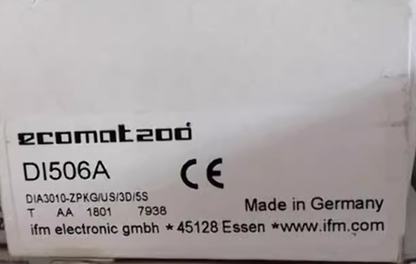 ecomat200
DI506A CE
DIA3010-ZPKG/US/3D/5S
T AA 1801 7938
Made in Germany
ifm electronic gmbh * 45128 Essen * www.ifm.com